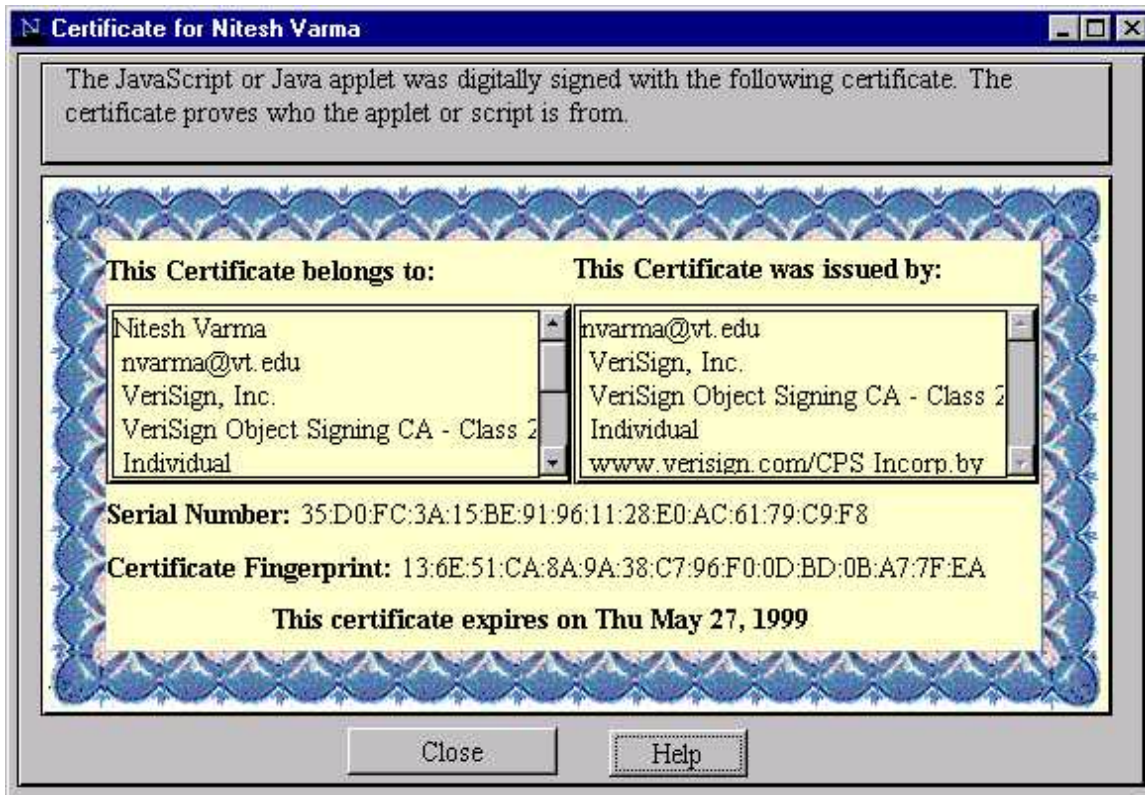 N Certificate for Nitesh Varma
The JavaScript or Java applet was digitally signed with the following certificate. The
certificate proves who the applet or script is from.
This Certificate belongs to:
Nitesh Varma
nvarma@vt.edu
VeriSign, Inc.
VeriSign Object Signing CA - Class 2
Individual
This Certificate was issued by:
nvarma@vt.edu
VeriSign, Inc.
VeriSign Object Signing CA - Class 2
Individual
www.verisign.com/CPS Incorp.by
Serial Number: 35:D0:FC:3A:15:BE:91:96:11:28:E0:AC:61:79:C9:F8
Certificate Fingerprint: 13:6E:51:CA:8A:9A:38:C7:96:F0:0D:BD:0B:A7:7F:EA
This certificate expires on Thu May 27, 1999
Close
Help